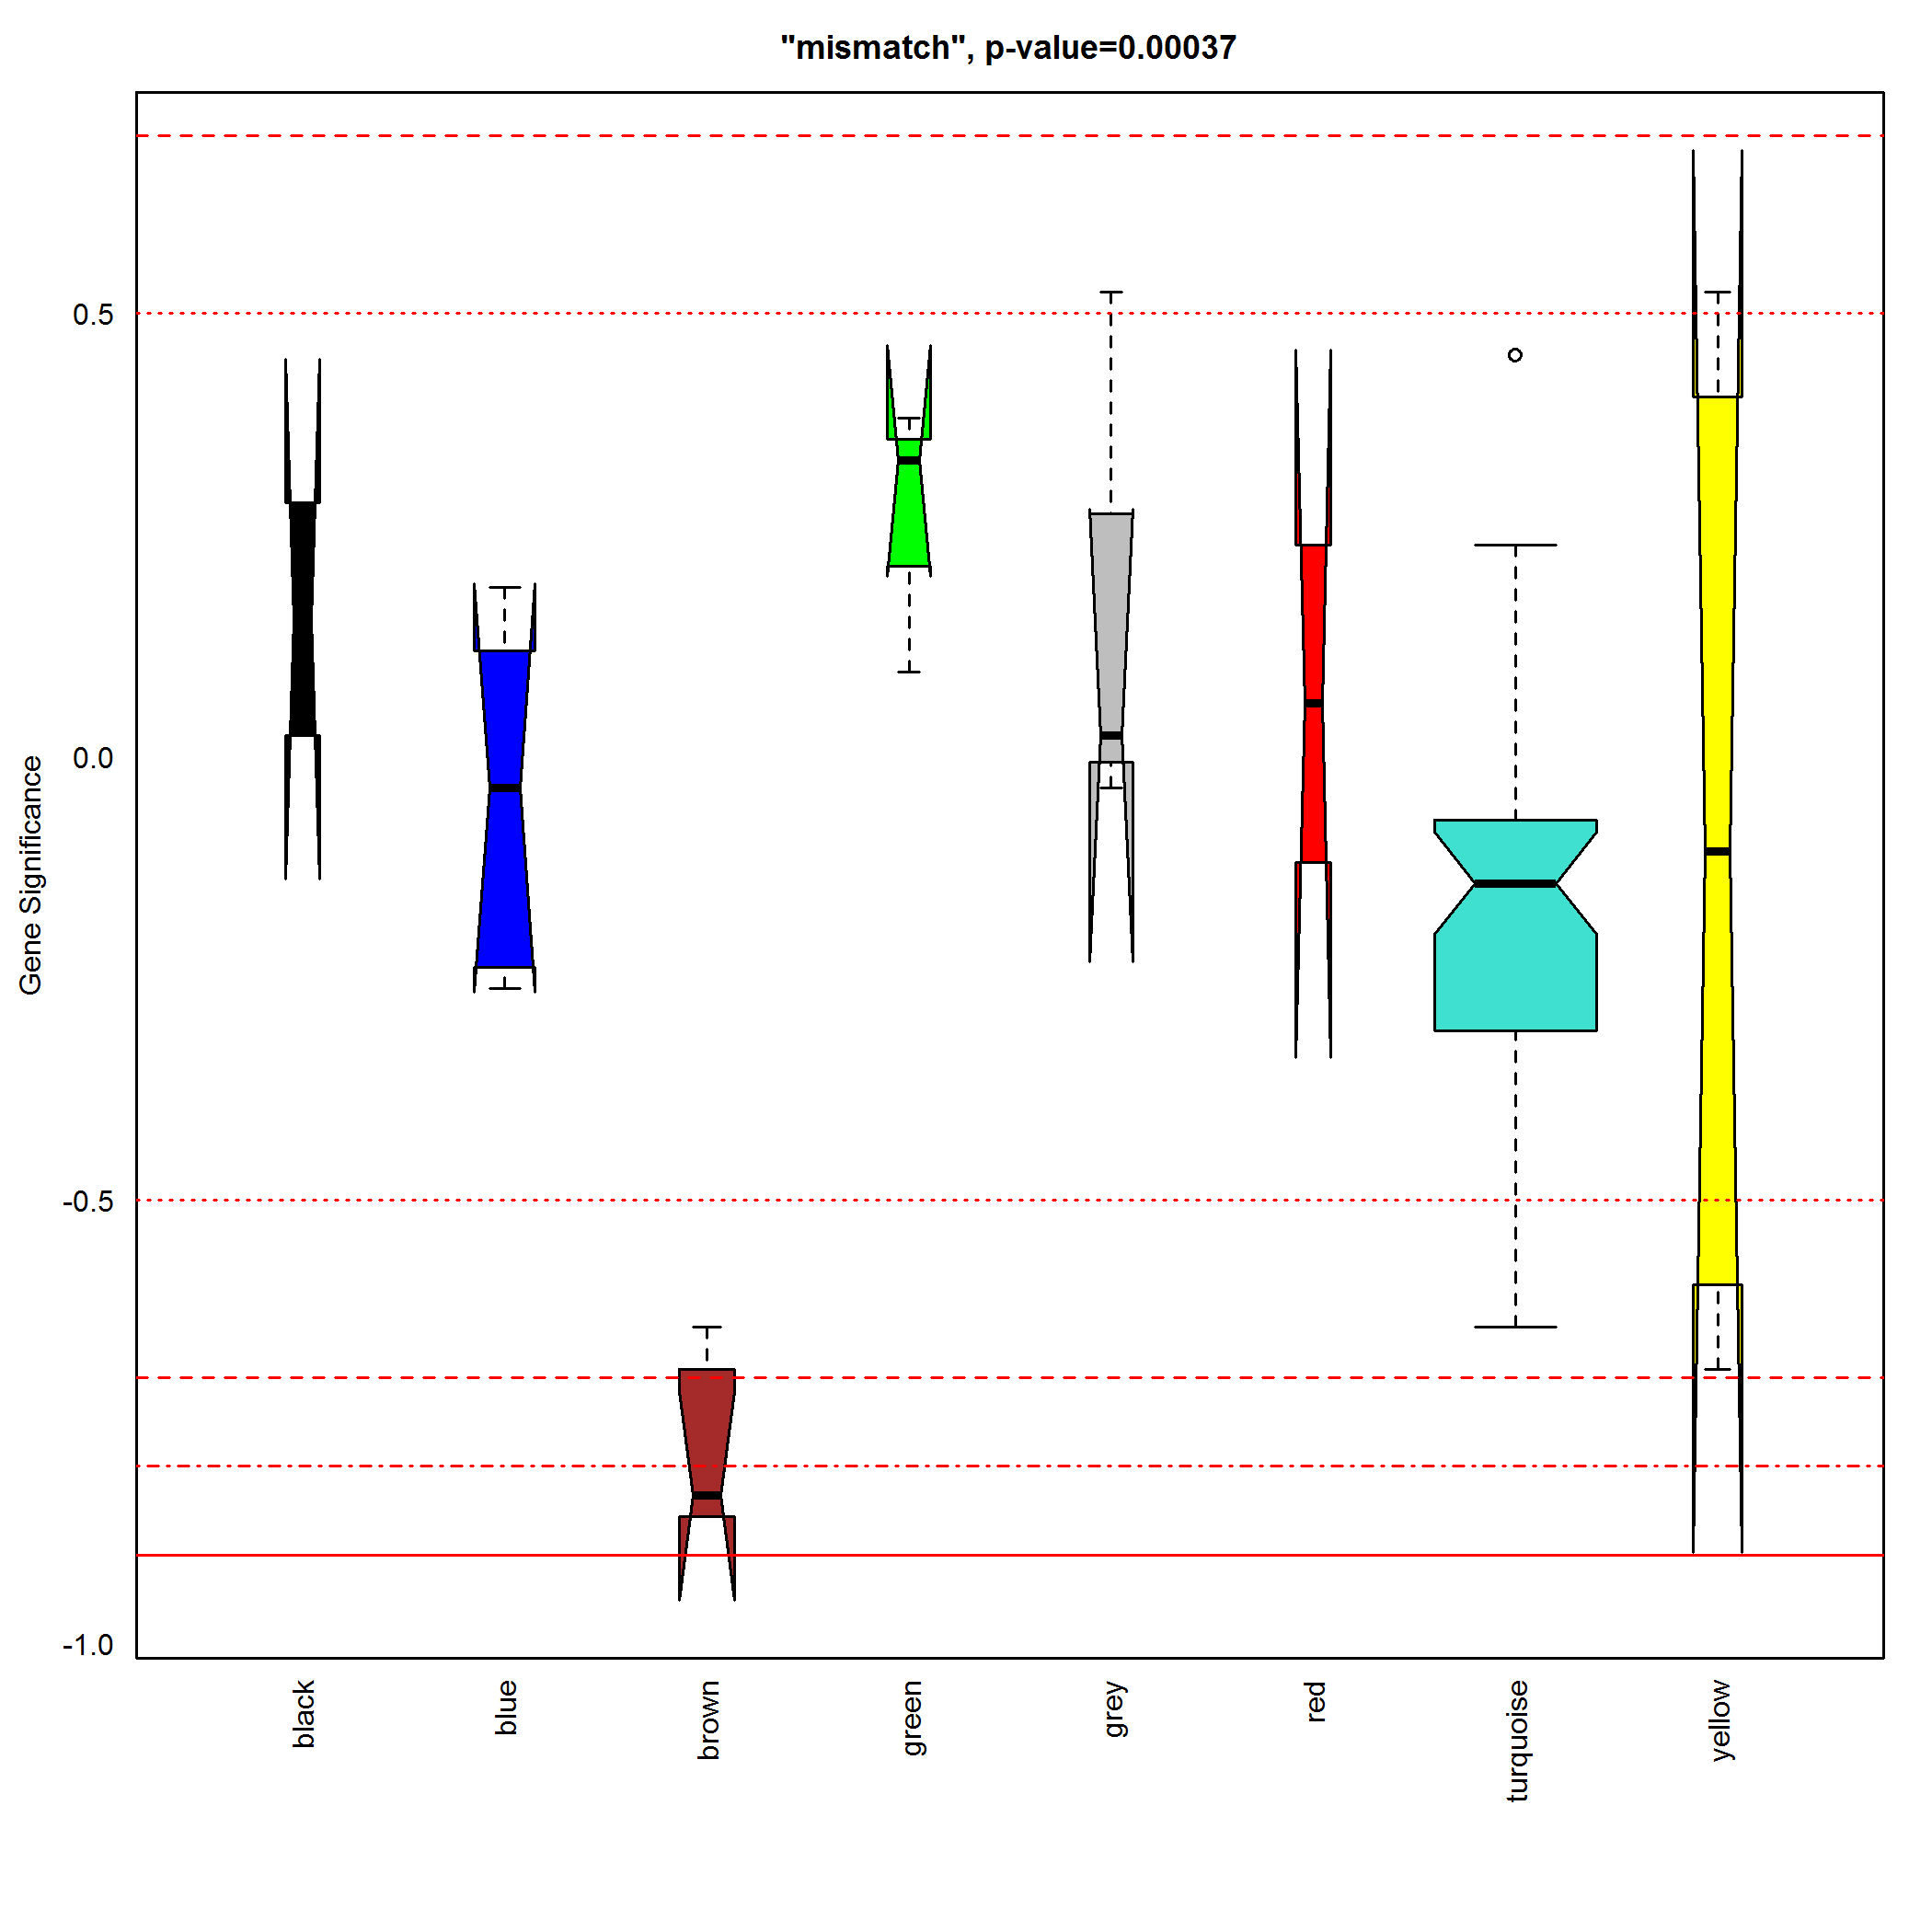 "mismatch", p-value=0.00037
Gene Significance
0.5
0.0
-0.5
-1.0
black
blue
brown
green
grey
red
turquoise
yellow